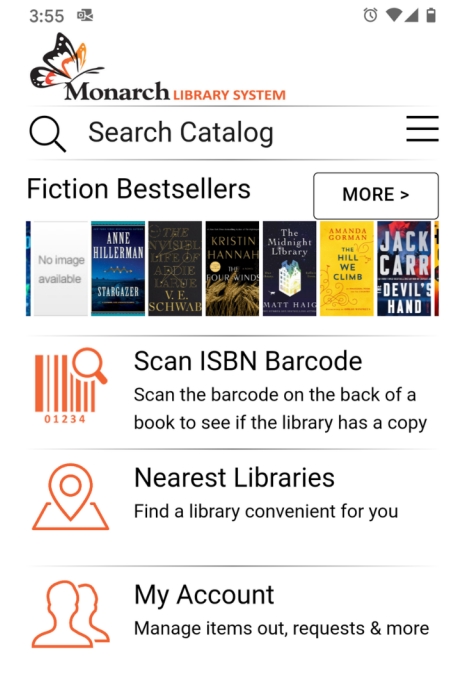 3:55
Monarch LIBRARY SYSTEM
Search Catalog
Fiction Bestsellers
MORE >
No image
available
ANNE
HILLERMAN
STARGAZER
THE
INVISIBLE
LIFE OF
ADDIE
LARUE
V. E.
SCHWAB
KRISTIN
HANNAH
THE
FOUR WINDS
The
Midnight
Library
MATT HAIG
AMANDA
GORMAN
THE
HILL
WE
CLIMB
JACK
CARR
THE
DEVIL'S
HAND
Scan ISBN Barcode
Scan the barcode on the back of a
book to see if the library has a copy
01234
Nearest Libraries
Find a library convenient for you
My Account
Manage items out, requests & more